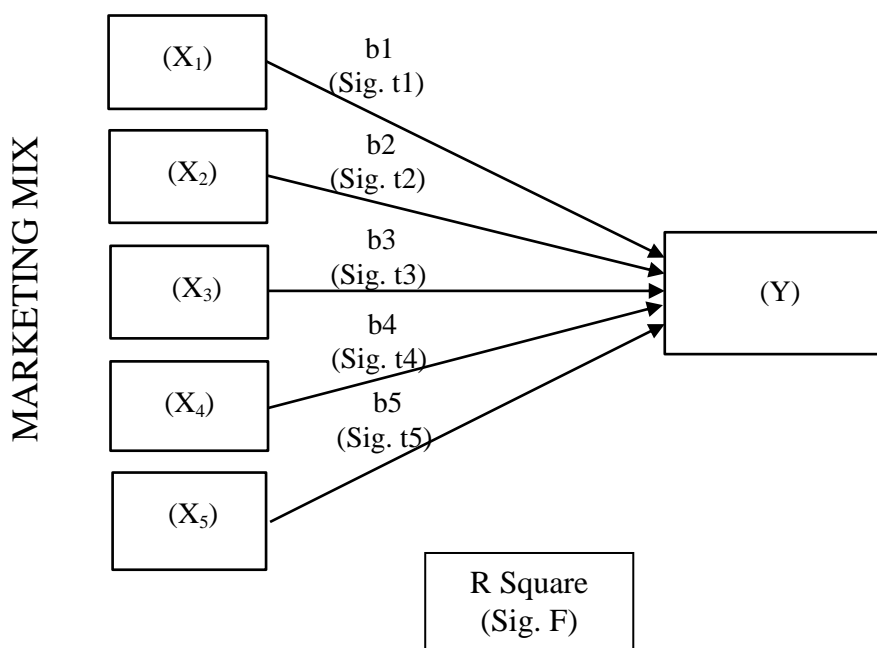 MARKETING MIX
(X₁)
b1
(Sig. t1)
(X₂)
b2
(Sig. t2)
(X₃)
b3
(Sig. t3)
(Y)
(X₄)
b4
(Sig. t4)
(X₅)
b5
(Sig. t5)
R Square
(Sig. F)